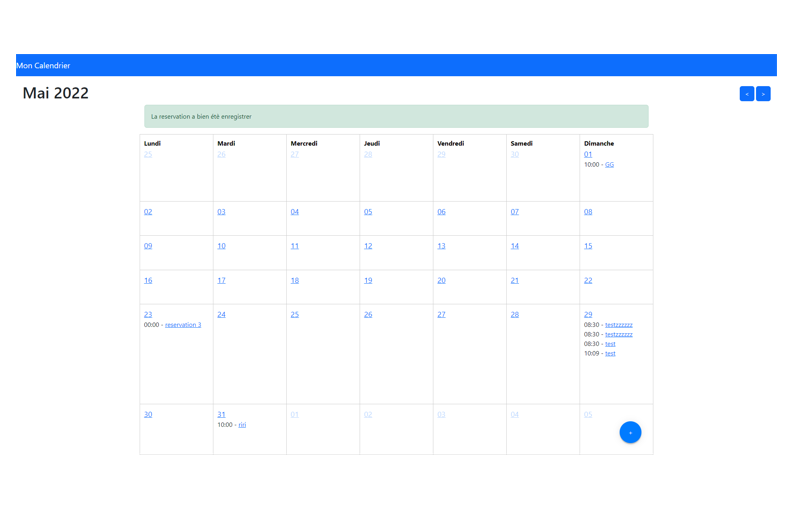 Mon Calendrier
Mai 2022
< >
La reservation a bien été enregistrer
Lundi Mardi Mercredi Jeudi Vendredi Samedi Dimanche
25 26 27 28 29 30 01
10:00 - GG
02 03 04 05 06 07 08
09 10 11 12 13 14 15
16 17 18 19 20 21 22
23 24 25 26 27 28 29
00:00 - reservation 3 08:30 - testzzzzzz
08:30 - testzzzzzz
08:30 - test
10:09 - test
30 31 01 02 03 04 05
10:00 - riri
+